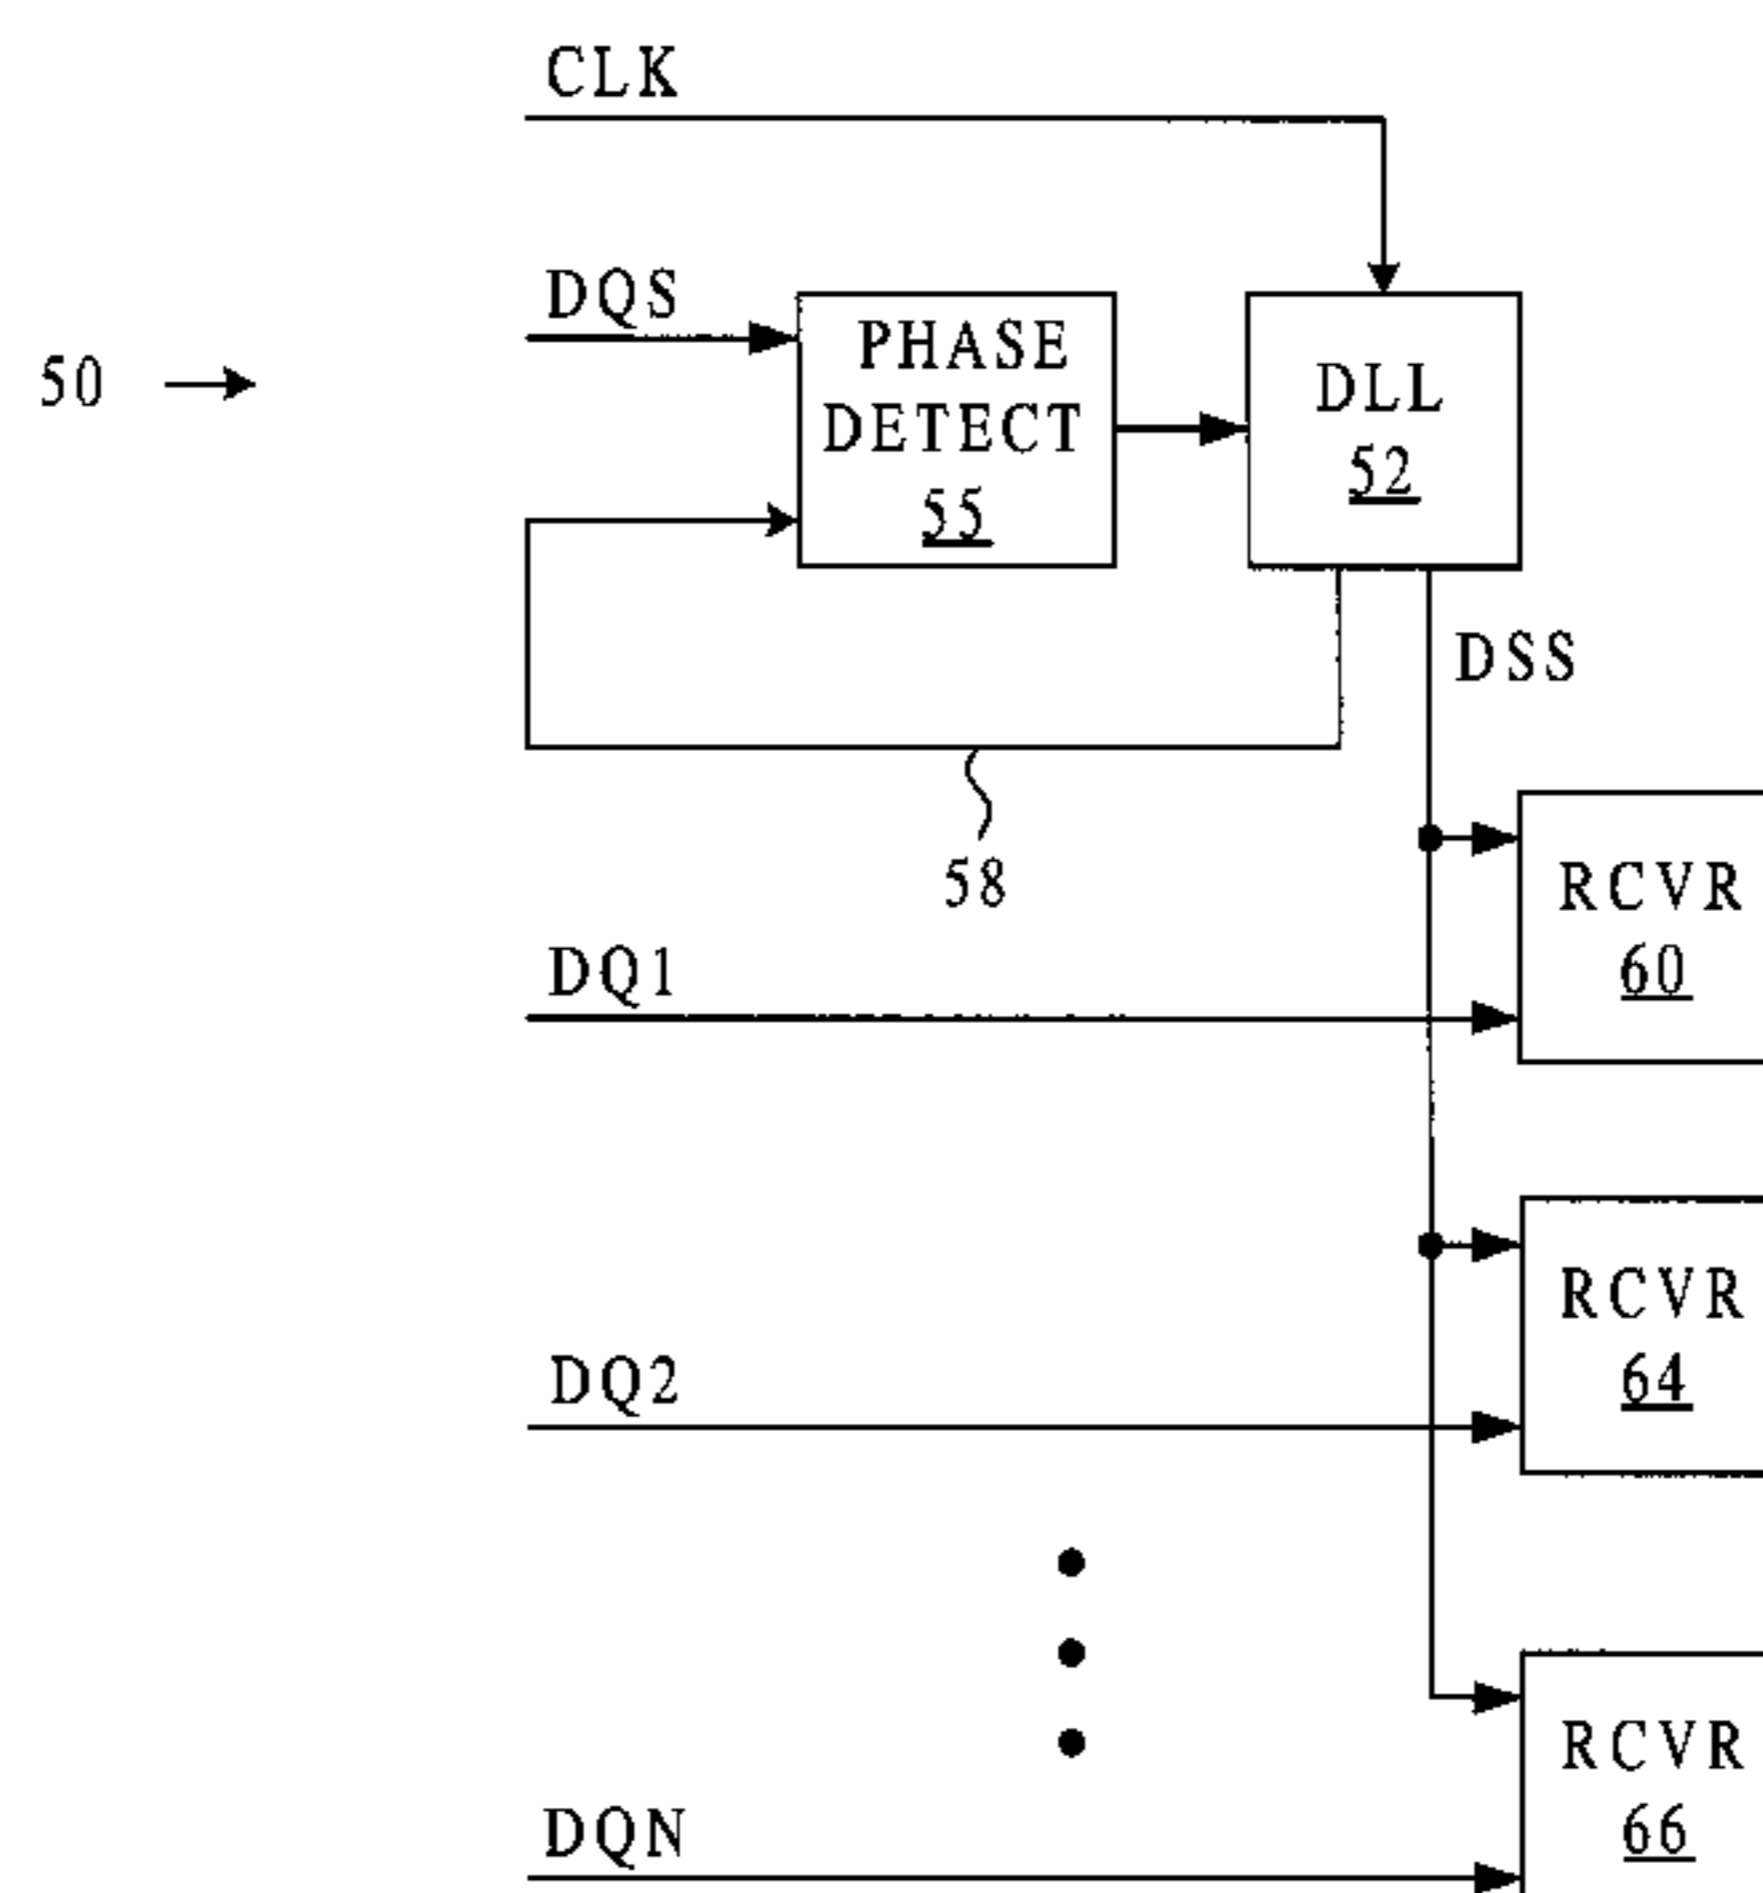 CLK
DQS
50
PHASE
DETECT
55
DLL
52
DSS
58
RCVR
60
DQ1
RCVR
64
DQ2
RCVR
66
DQN